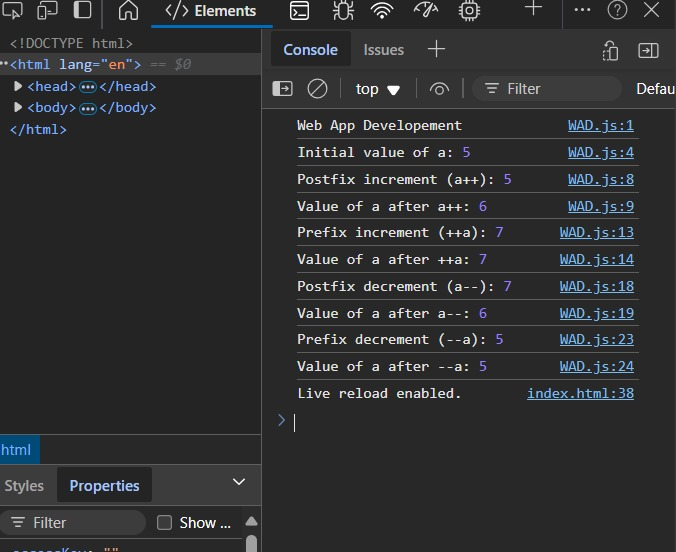 Elements
<!DOCTYPE html>
<html lang="en"> == $0
<head>…</head>
<body>…</body>
</html>
html
Styles
Properties
Filter
Show ...
accessKey: ""
Console
Issues
top
Filter
Defau
Web App Developement WAD.js:1
Initial value of a: 5 WAD.js:4
Postfix increment (a++): 5 WAD.js:8
Value of a after a++: 6 WAD.js:9
Prefix increment (++a): 7 WAD.js:13
Value of a after ++a: 7 WAD.js:14
Postfix decrement (a--): 7 WAD.js:18
Value of a after a--: 6 WAD.js:19
Prefix decrement (--a): 5 WAD.js:23
Value of a after --a: 5 WAD.js:24
Live reload enabled. index.html:38